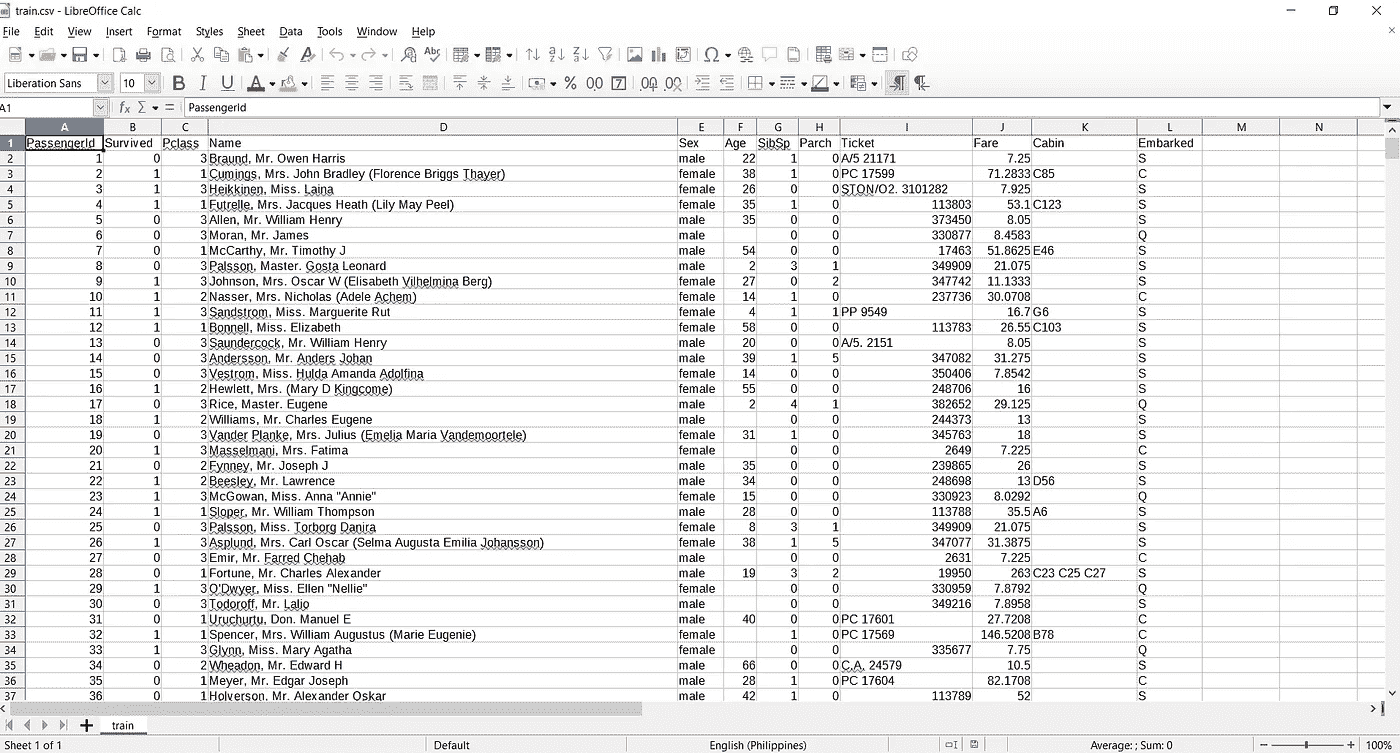 train.csv - LibreOffice Calc
File Edit View Insert Format Styles Sheet Data Tools Window Help
Liberation Sans 10
A1 PassengerId
A B C D E F G H I J K L M N
1 PassengerId Survived Pclass Name Sex Age SibSp Parch Ticket Fare Cabin Embarked
2 1 0 3 Braund, Mr. Owen Harris male 22 1 0 A/5 21171 7.25 S
3 2 1 1 Cumings, Mrs. John Bradley (Florence Briggs Thayer) female 38 1 0 PC 17599 71.2833 C85 C
4 3 1 3 Heikkinen, Miss. Laina female 26 0 0 STON/O2. 3101282 7.925 S
5 4 1 1 Futrelle, Mrs. Jacques Heath (Lily May Peel) female 35 1 0 113803 53.1 C123 S
6 5 0 3 Allen, Mr. William Henry male 35 0 0 373450 8.05 S
7 6 0 3 Moran, Mr. James male 0 0 330877 8.4583 Q
8 7 0 1 McCarthy, Mr. Timothy J male 54 0 0 17463 51.8625 E46 S
9 8 0 3 Palsson, Master. Gosta Leonard male 2 3 1 349909 21.075 S
10 9 1 3 Johnson, Mrs. Oscar W (Elisabeth Vilhelmina Berg) female 27 0 2 347742 11.1333 S
11 10 1 2 Nasser, Mrs. Nicholas (Adele Achem) female 14 1 0 237736 30.0708 C
12 11 1 3 Sandstrom, Miss. Marguerite Rut female 4 1 1 PP 9549 16.7 G6 S
13 12 1 1 Bonnell, Miss. Elizabeth female 58 0 0 113783 26.55 C103 S
14 13 0 3 Saundercock, Mr. William Henry male 20 0 0 A/5. 2151 8.05 S
15 14 0 3 Andersson, Mr. Anders Johan male 39 1 5 347082 31.275 S
16 15 0 3 Vestrom, Miss. Hulda Amanda Adolfina female 14 0 0 350406 7.8542 S
17 16 1 2 Hewlett, Mrs. (Mary D Kingcome) female 55 0 0 248706 16 S
18 17 0 3 Rice, Master. Eugene male 2 4 1 382652 29.125 Q
19 18 1 2 Williams, Mr. Charles Eugene male 0 0 244373 13 S
20 19 0 3 Vander Planke, Mrs. Julius (Emelia Maria Vandemoortele) female 31 1 0 345763 18 S
21 20 1 3 Masselmani, Mrs. Fatima female 0 0 2649 7.225 C
22 21 0 2 Fynney, Mr. Joseph J male 35 0 0 239865 26 S
23 22 1 2 Beesley, Mr. Lawrence male 34 0 0 248698 13 D56 S
24 23 1 3 McGowan, Miss. Anna "Annie" female 15 0 0 330923 8.0292 Q
25 24 1 1 Sloper, Mr. William Thompson male 28 0 0 113788 35.5 A6 S
26 25 0 3 Palsson, Miss. Torborg Danira female 8 3 1 349909 21.075 S
27 26 1 3 Asplund, Mrs. Carl Oscar (Selma Augusta Emilia Johansson) female 38 1 5 347077 31.3875 S
28 27 0 3 Emir, Mr. Farred Chehab male 0 0 2631 7.225 C
29 28 0 1 Fortune, Mr. Charles Alexander male 19 3 2 19950 263 C23 C25 C27 S
30 29 1 3 O'Dwyer, Miss. Ellen "Nellie" female 0 0 330959 7.8792 Q
31 30 0 3 Todoroff, Mr. Lalio male 0 0 349216 7.8958 S
32 31 0 1 Uruchurtu, Don. Manuel E male 40 0 0 PC 17601 27.7208 C
33 32 1 1 Spencer, Mrs. William Augustus (Marie Eugenie) female 1 0 PC 17569 146.5208 B78 C
34 33 1 3 Glynn, Miss. Mary Agatha female 0 0 335677 7.75 Q
35 34 0 2 Wheadon, Mr. Edward H male 66 0 0 C.A. 24579 10.5 S
36 35 0 1 Meyer, Mr. Edgar Joseph male 28 1 0 PC 17604 82.1708 C
37 36 0 1 Holverson, Mr. Alexander Oskar male 42 1 0 113789 52 S
train
Sheet 1 of 1 Default English (Philippines) Average: ; Sum: 0 100%